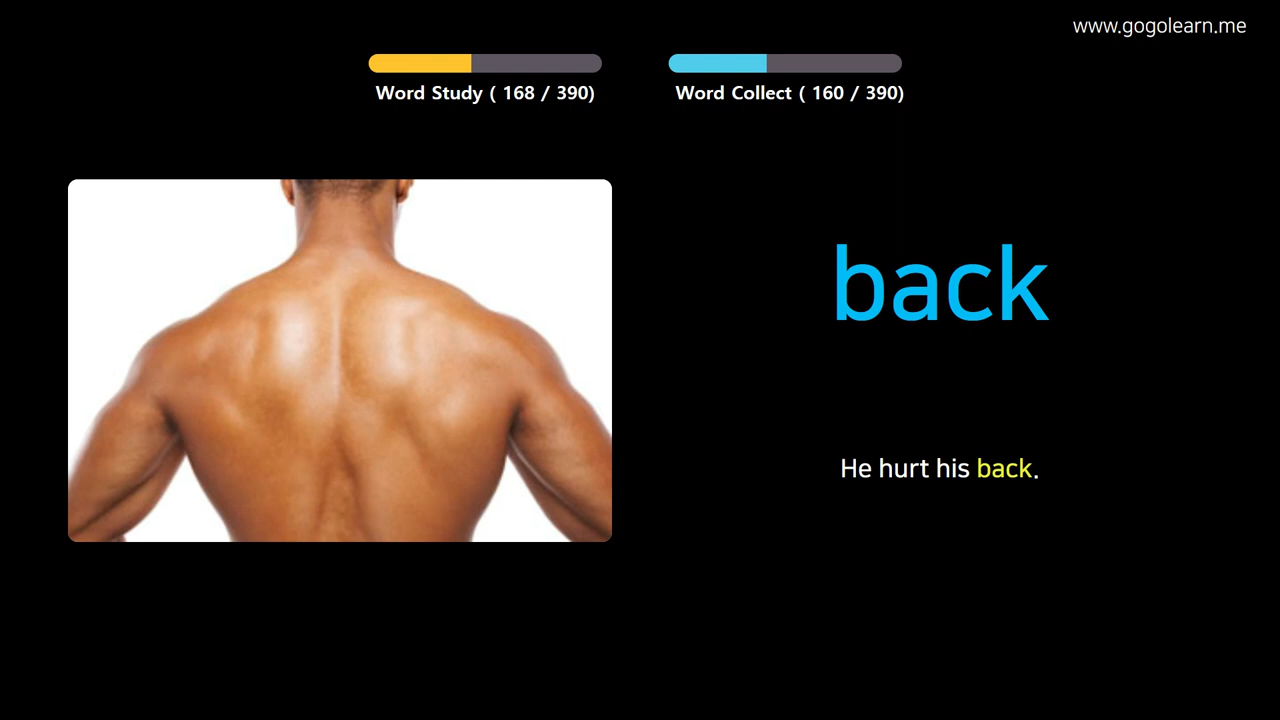 www.gogolearn.me
Word Study ( 168 / 390)
Word Collect ( 160 / 390)
back
He hurt his back.